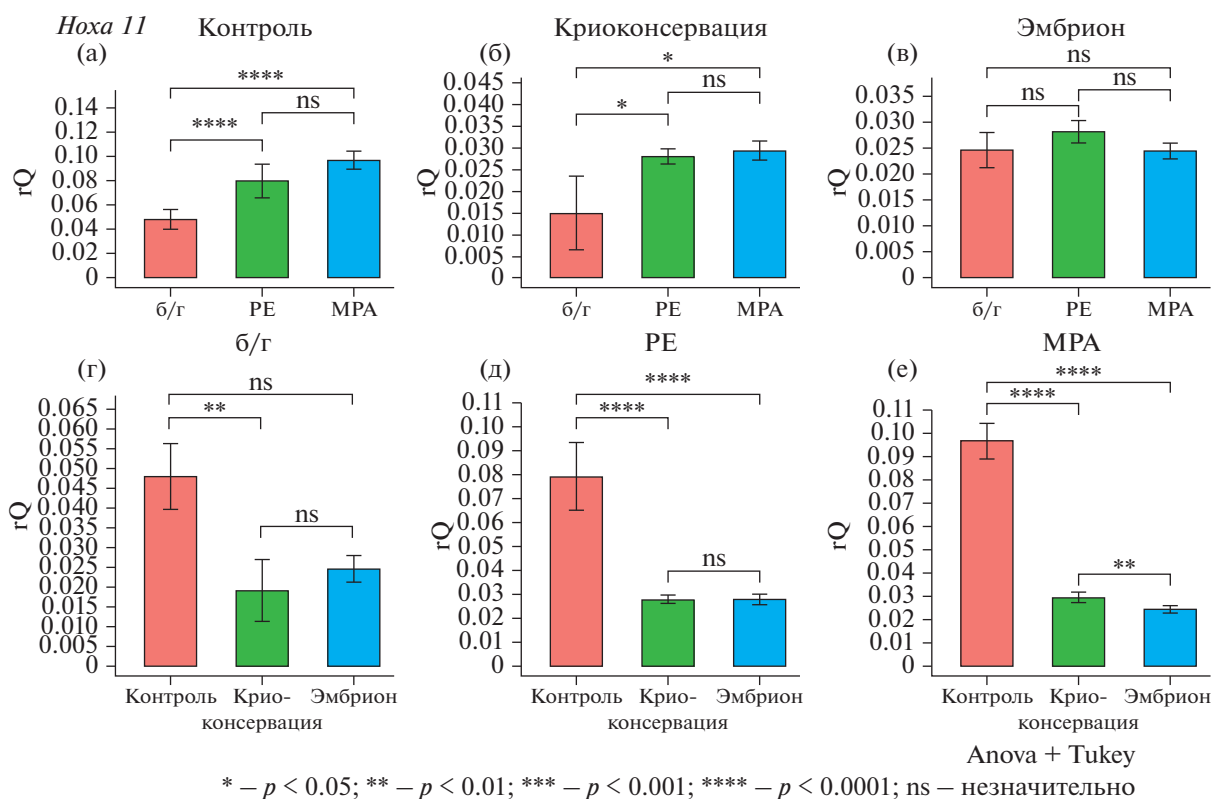 Hoxa 11
Контроль
(а)
rQ
0.14
0.12
0.10
0.08
0.06
0.04
0.02
0
****
****
ns
б/г
PE
MPA
Криоконсервация
(б)
rQ
0.045
0.040
0.035
0.030
0.025
0.020
0.015
0.010
0.005
0
*
*
ns
б/г
PE
MPA
Эмбрион
(в)
rQ
0.035
0.030
0.025
0.020
0.015
0.010
0.005
0
ns
ns
ns
б/г
PE
MPA
б/г
(г)
rQ
0.065
0.060
0.055
0.050
0.045
0.040
0.035
0.030
0.025
0.020
0.015
0.010
0.005
0
ns
**
ns
Контроль
Крио-
консервация
Эмбрион
PE
(д)
rQ
0.11
0.10
0.09
0.08
0.07
0.06
0.05
0.04
0.03
0.02
0.01
0
****
****
ns
Контроль
Крио-
консервация
Эмбрион
MPA
(е)
rQ
0.11
0.10
0.09
0.08
0.07
0.06
0.05
0.04
0.03
0.02
0.01
0
****
****
**
Контроль
Крио-
консервация
Эмбрион
Anova + Tukey
* – p < 0.05; ** – p < 0.01; *** – p < 0.001; **** – p < 0.0001; ns – незначительно